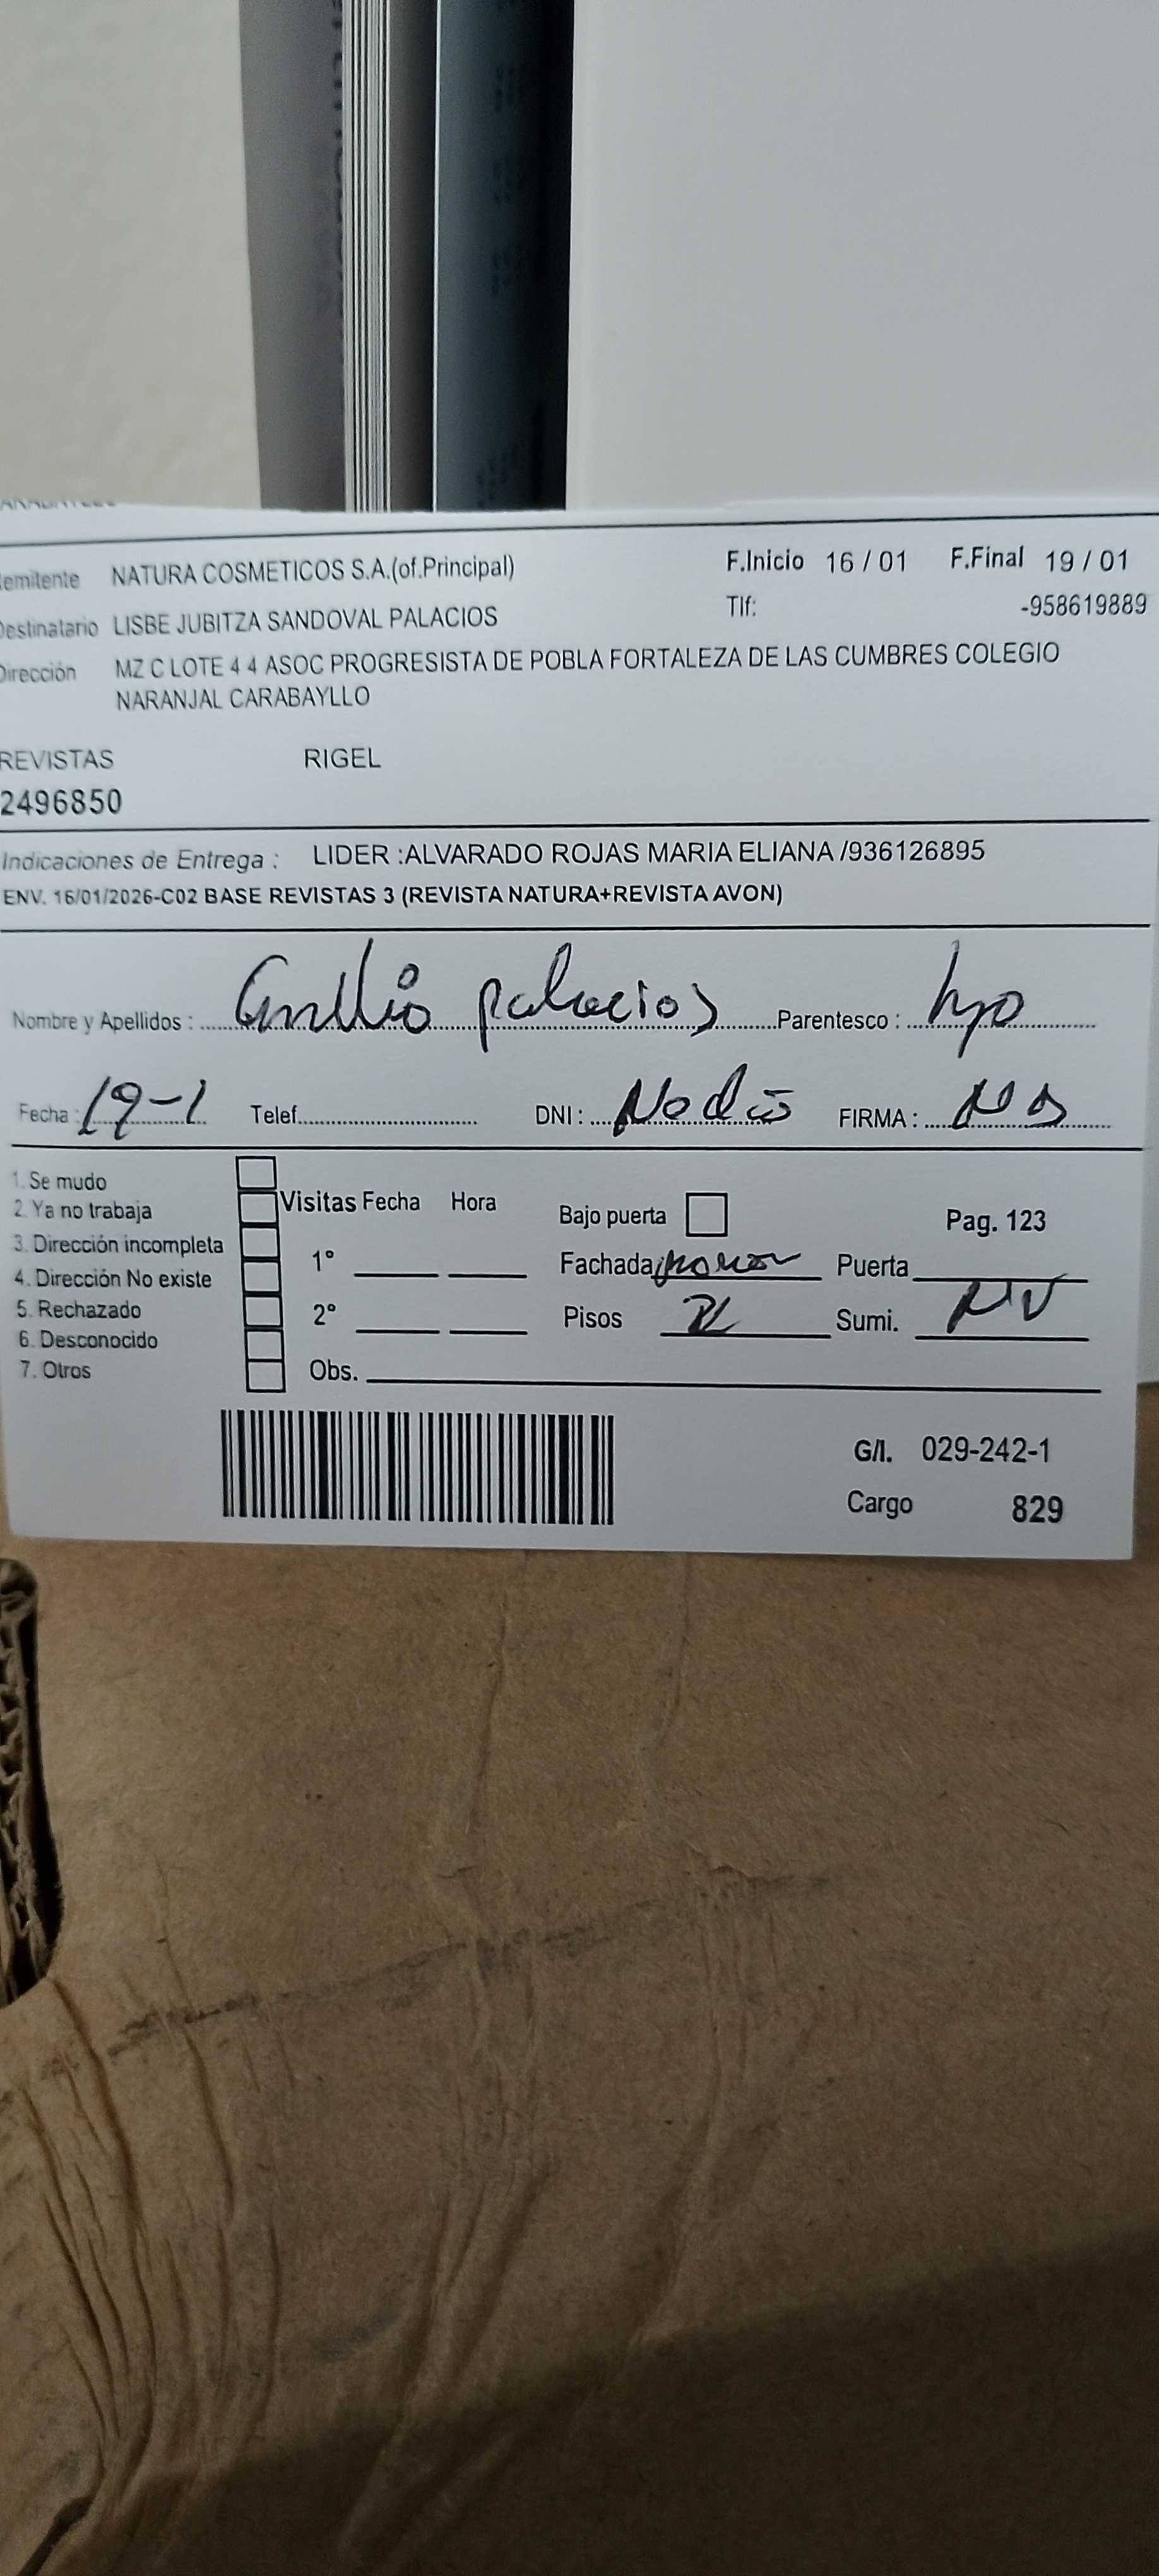 Remitente NATURA COSMETICOS S.A.(of.Principal) F.Inicio 16 / 01 F.Final 19 / 01
Destinatario LISBE JUBITZA SANDOVAL PALACIOS Tlf: -958619889
Dirección MZ C LOTE 4 4 ASOC PROGRESISTA DE POBLA FORTALEZA DE LAS CUMBRES COLEGIO
NARANJAL CARABAYLLO
REVISTAS RIGEL
2496850
Indicaciones de Entrega : LIDER :ALVARADO ROJAS MARIA ELIANA /936126895
ENV. 16/01/2026-C02 BASE REVISTAS 3 (REVISTA NATURA+REVISTA AVON)
Nombre y Apellidos : palacios Parentesco : hijo
Fecha : 19-1 Telef. DNI : No dio FIRMA :
1. Se mudo
2. Ya no trabaja Visitas Fecha Hora Bajo puerta Pag. 123
3. Dirección incompleta
4. Dirección No existe 1° Fachada Puerta
5. Rechazado 2° Pisos Sumi.
6. Desconocido
7. Otros Obs.
G/I. 029-242-1
Cargo 829